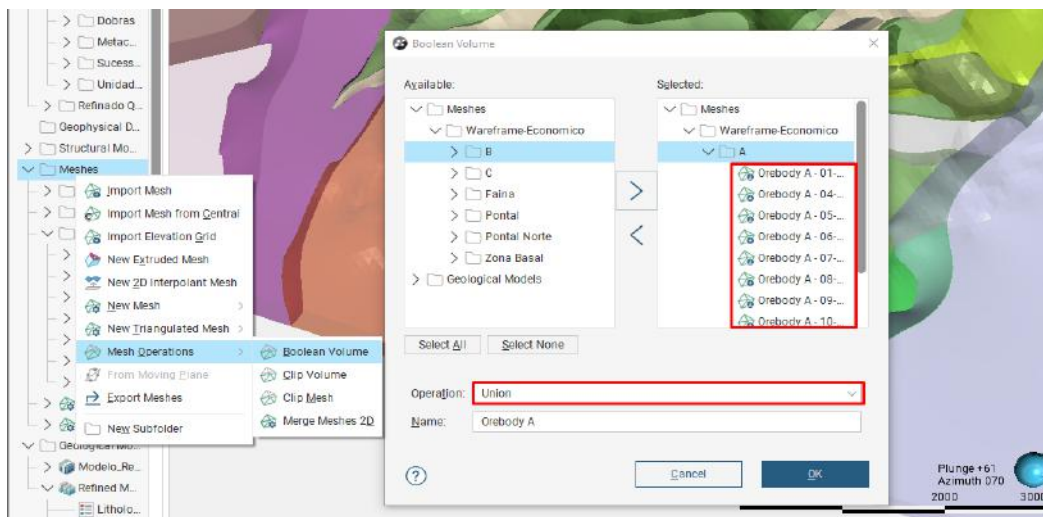 Dobras
Metac...
Sucess...
Unidad...
Refinado Q...
Geophysical D...
Structural Mo...
Meshes
Import Mesh
Import Mesh from Central
Import Elevation Grid
New Extruded Mesh
New 2D Interpolant Mesh
New Mesh
New Triangulated Mesh
Mesh Operations
From Moving Plane
Export Meshes
New Subfolder
Boolean Volume
Clip Volume
Clip Mesh
Merge Meshes 2D
Geological Mo...
Modelo_Re...
Refined M...
Litholo...
Boolean Volume
Available:
Meshes
Wareframe-Economico
B
C
Faina
Pontal
Pontal Norte
Zona Basal
Geological Models
Selected:
Meshes
Wareframe-Economico
A
Orebody A - 01-...
Orebody A - 04-...
Orebody A - 05-...
Orebody A - 06-...
Orebody A - 07-...
Orebody A - 08-...
Orebody A - 09-...
Orebody A - 10-...
Select All
Select None
Operation: Union
Name: Orebody A
?
Cancel
OK
Plunge +61
Azimuth 070
2000 3000